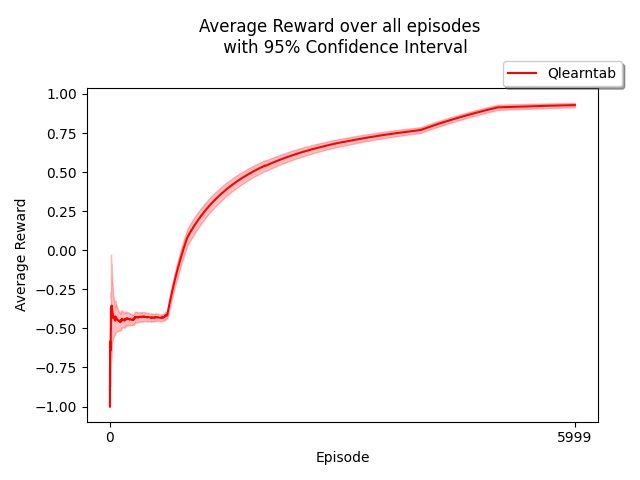 Average Reward over all episodes
with 95% Confidence Interval
Qlearntab
1.00
0.75
0.50
0.25
0.00
−0.25
−0.50
−0.75
−1.00
Average Reward
0
5999
Episode